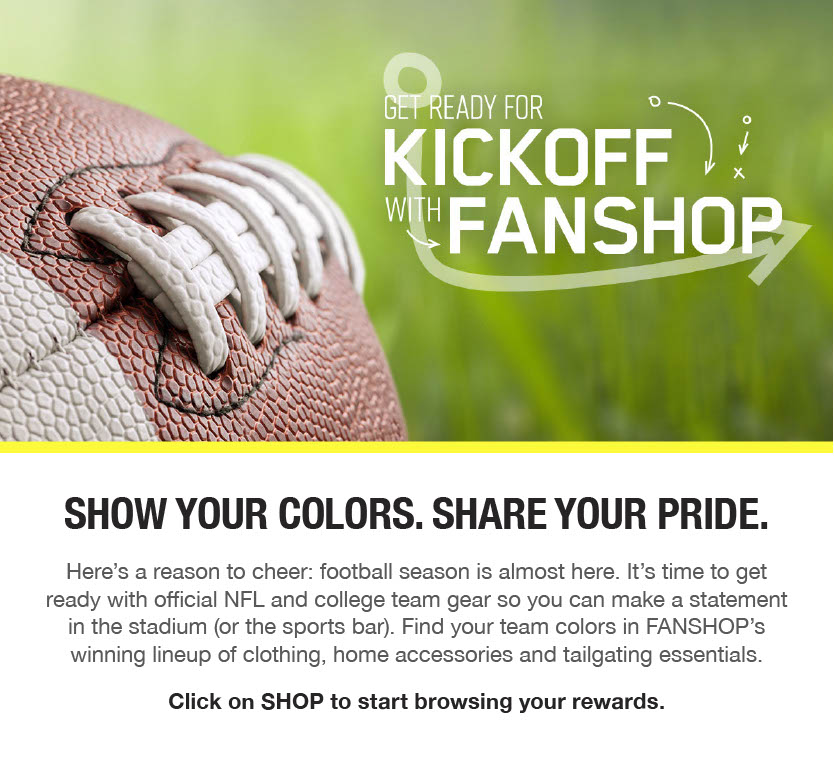 GET READY FOR
KICKOFF
WITH FANSHOP
SHOW YOUR COLORS. SHARE YOUR PRIDE.
Here’s a reason to cheer: football season is almost here. It’s time to get
ready with official NFL and college team gear so you can make a statement
in the stadium (or the sports bar). Find your team colors in FANSHOP’s
winning lineup of clothing, home accessories and tailgating essentials.
Click on SHOP to start browsing your rewards.